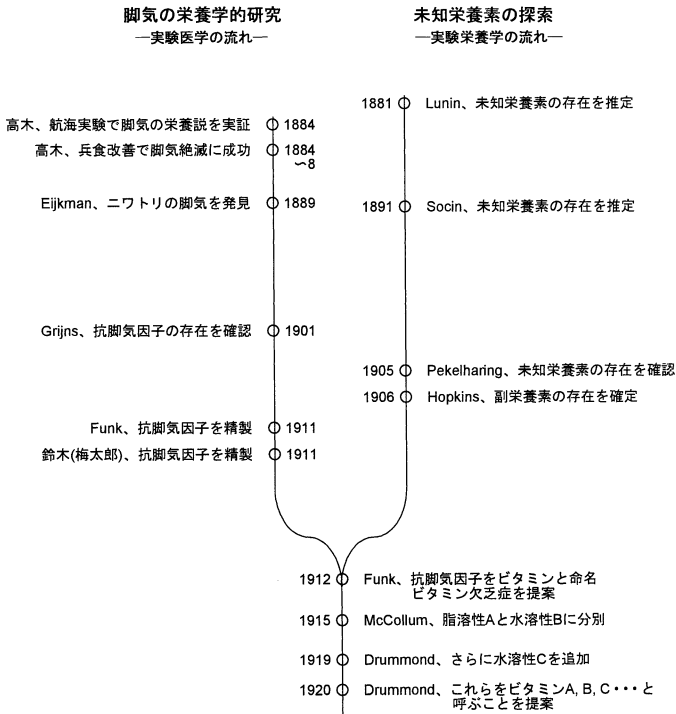 脚気の栄養学的研究
―実験医学の流れ―
高木、航海実験で脚気の栄養説を実証 1884
高木、兵食改善で脚気絶滅に成功 1884
〜8
Eijkman、ニワトリの脚気を発見 1889
Grijns、抗脚気因子の存在を確認 1901
Funk、抗脚気因子を精製 1911
鈴木(梅太郎)、抗脚気因子を精製 1911
未知栄養素の探索
―実験栄養学の流れ―
1881 Lunin、未知栄養素の存在を推定
1891 Socin、未知栄養素の存在を推定
1905 Pekelharing、未知栄養素の存在を確認
1906 Hopkins、副栄養素の存在を確定
1912 Funk、抗脚気因子をビタミンと命名
ビタミン欠乏症を提案
1915 McCollum、脂溶性Aと水溶性Bに分別
1919 Drummond、さらに水溶性Cを追加
1920 Drummond、これらをビタミンA, B, C・・・と
呼ぶことを提案